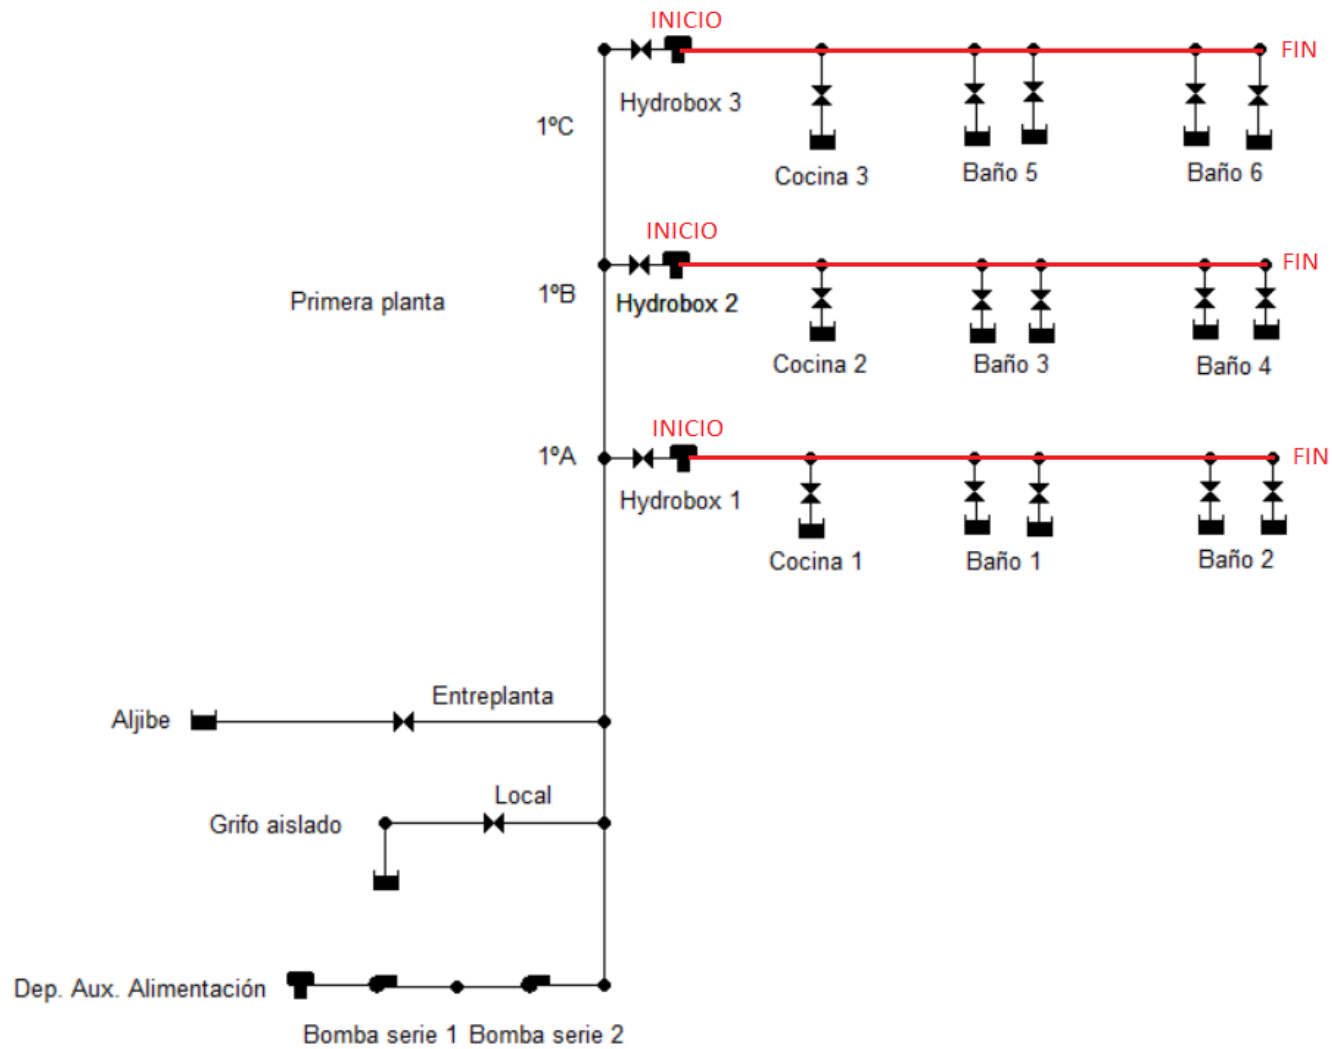 INICIO
FIN
Hydrobox 3
1ºC
Cocina 3
Baño 5
Baño 6
INICIO
FIN
Primera planta
1ºB
Hydrobox 2
Cocina 2
Baño 3
Baño 4
INICIO
1ºA
FIN
Hydrobox 1
Cocina 1
Baño 1
Baño 2
Entreplanta
Aljibe
Local
Grifo aislado
Dep. Aux. Alimentación
Bomba serie 1
Bomba serie 2